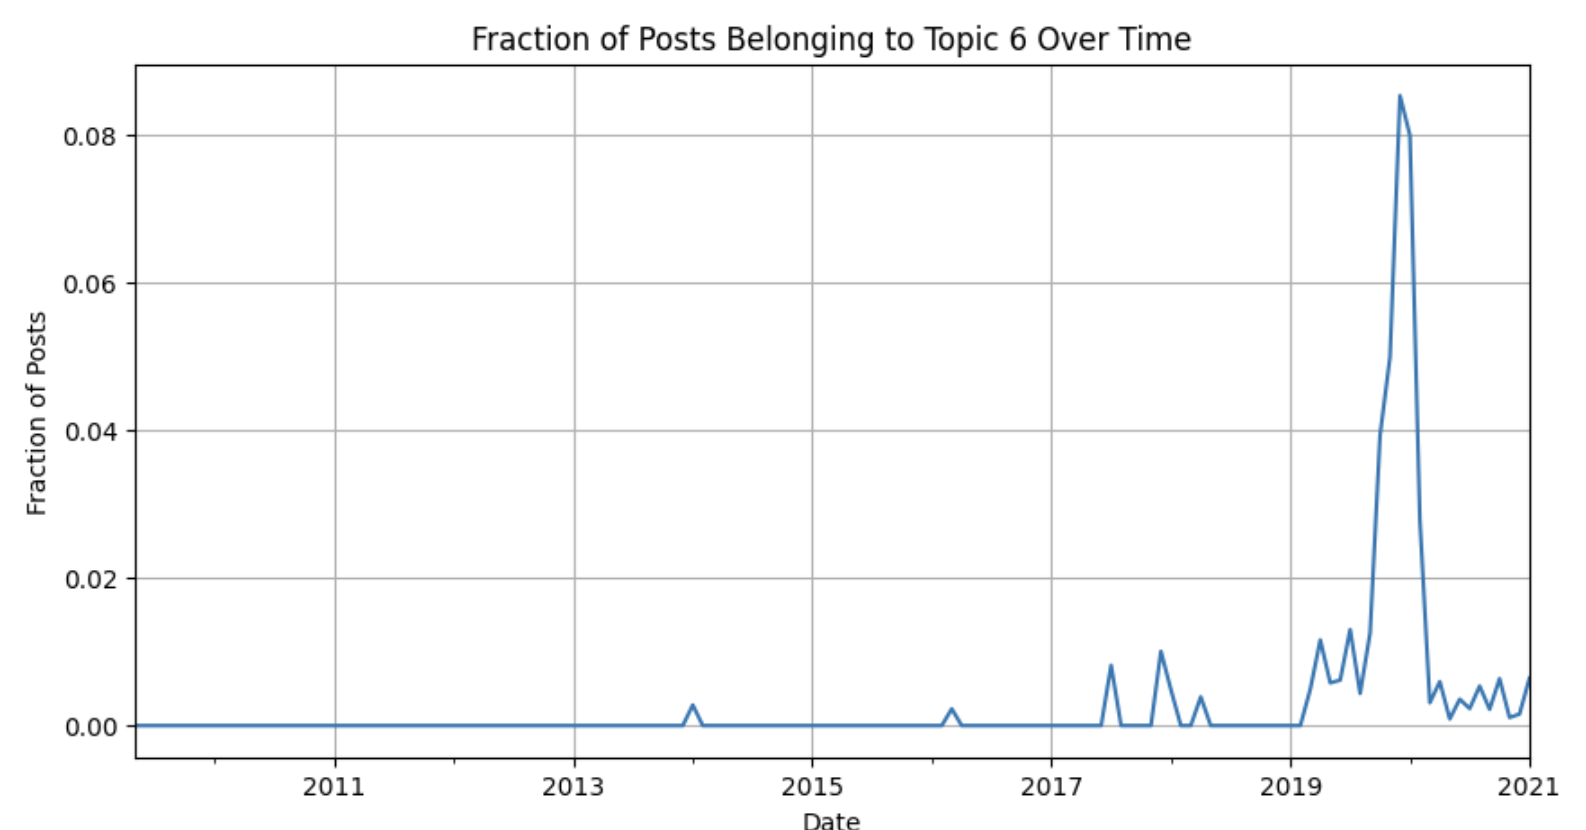 Fraction of Posts Belonging to Topic 6 Over Time
0.08
0.06
0.04
0.02
0.00
Fraction of Posts
2011 2013 2015 2017 2019 2021
Date